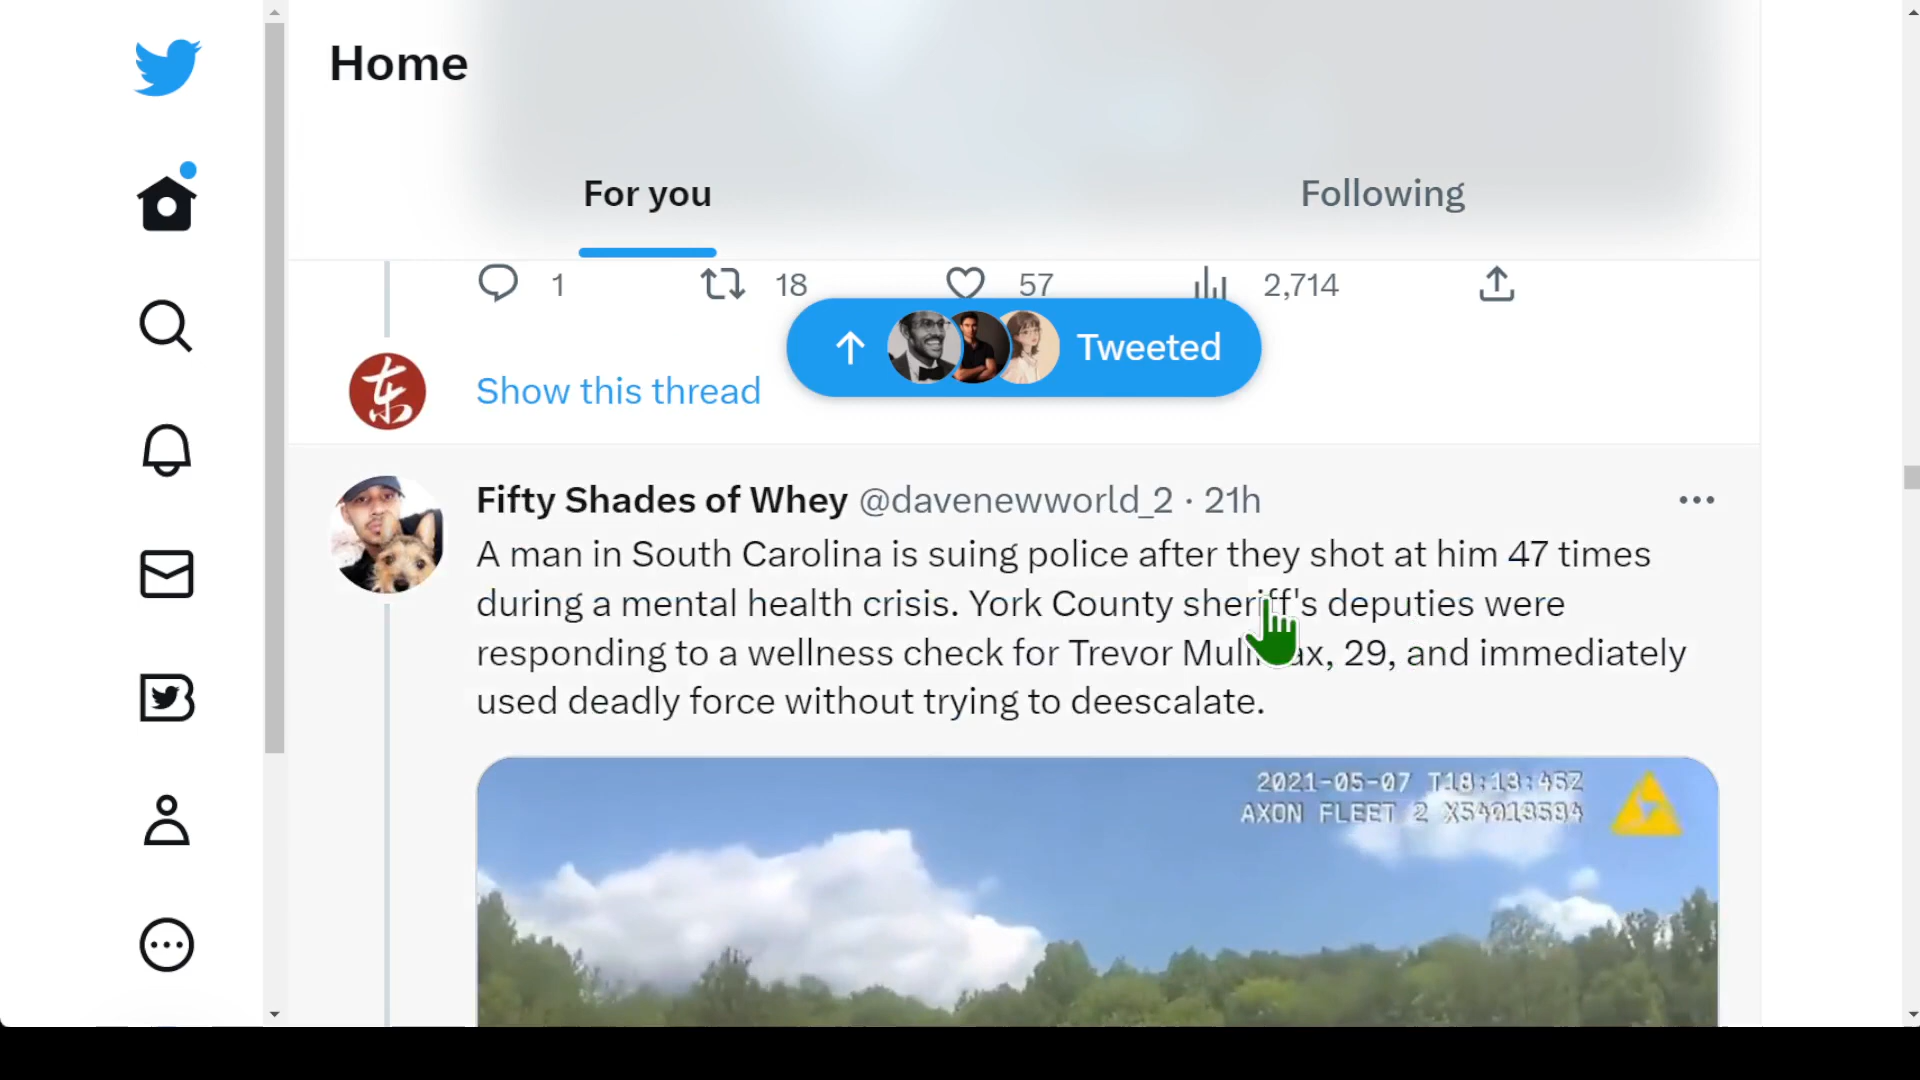 Home
For you
Following
1
18
57
2,714
Tweeted
东
Show this thread
Fifty Shades of Whey @davenewworld_2 · 21h
A man in South Carolina is suing police after they shot at him 47 times
during a mental health crisis. York County sheriff's deputies were
responding to a wellness check for Trevor Mullinax, 29, and immediately
used deadly force without trying to deescalate.
2021-05-07 T18:13:45Z
AXON FLEET 2 X54013594